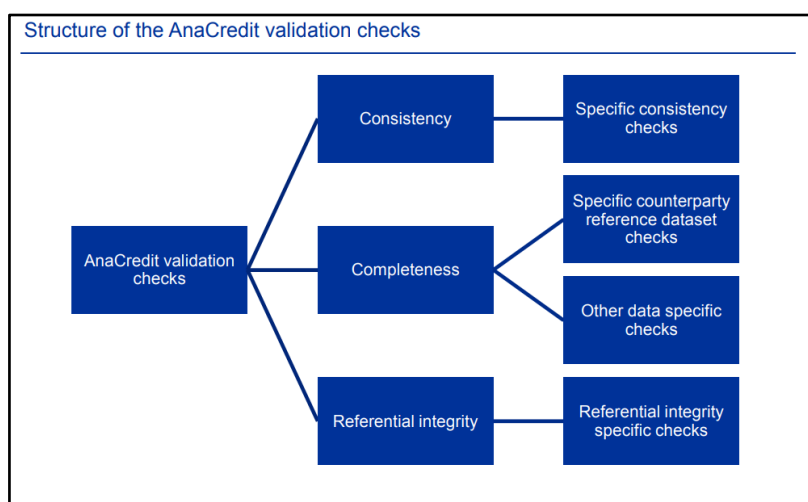 Structure of the AnaCredit validation checks
Consistency
Specific consistency
checks
Specific counterparty
reference dataset
checks
AnaCredit validation
checks
Completeness
Other data specific
checks
Referential integrity
Referential integrity
specific checks